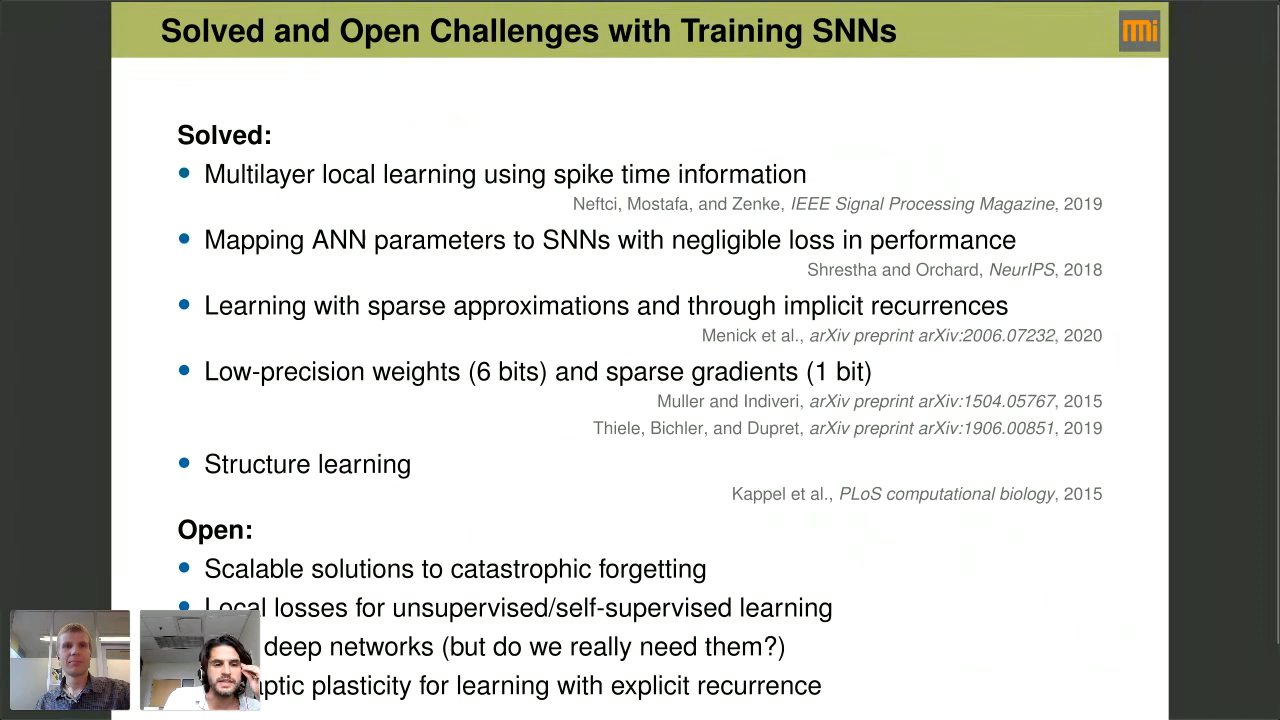 Solved and Open Challenges with Training SNNs
Solved:
• Multilayer local learning using spike time information
Neftci, Mostafa, and Zenke, IEEE Signal Processing Magazine, 2019
• Mapping ANN parameters to SNNs with negligible loss in performance
Shrestha and Orchard, NeurIPS, 2018
• Learning with sparse approximations and through implicit recurrences
Menick et al., arXiv preprint arXiv:2006.07232, 2020
• Low-precision weights (6 bits) and sparse gradients (1 bit)
Muller and Indiveri, arXiv preprint arXiv:1504.05767, 2015
Thiele, Bichler, and Dupret, arXiv preprint arXiv:1906.00851, 2019
• Structure learning
Kappel et al., PLoS computational biology, 2015
Open:
• Scalable solutions to catastrophic forgetting
• Local losses for unsupervised/self-supervised learning
deep networks (but do we really need them?)
plasticity for learning with explicit recurrence